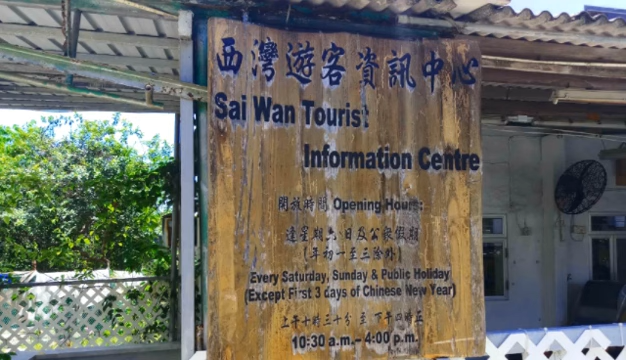 西灣遊客資訊中心
Sai Wan Tourist
Information Centre
開放時間 Opening Hours:
逢星期六、日及公眾假期
(年初一至三除外)
Every Saturday, Sunday & Public Holiday
(Except First 3 days of Chinese New Year)
上午十時三十分 至 下午四時正
10:30 a.m. – 4:00 p.m.